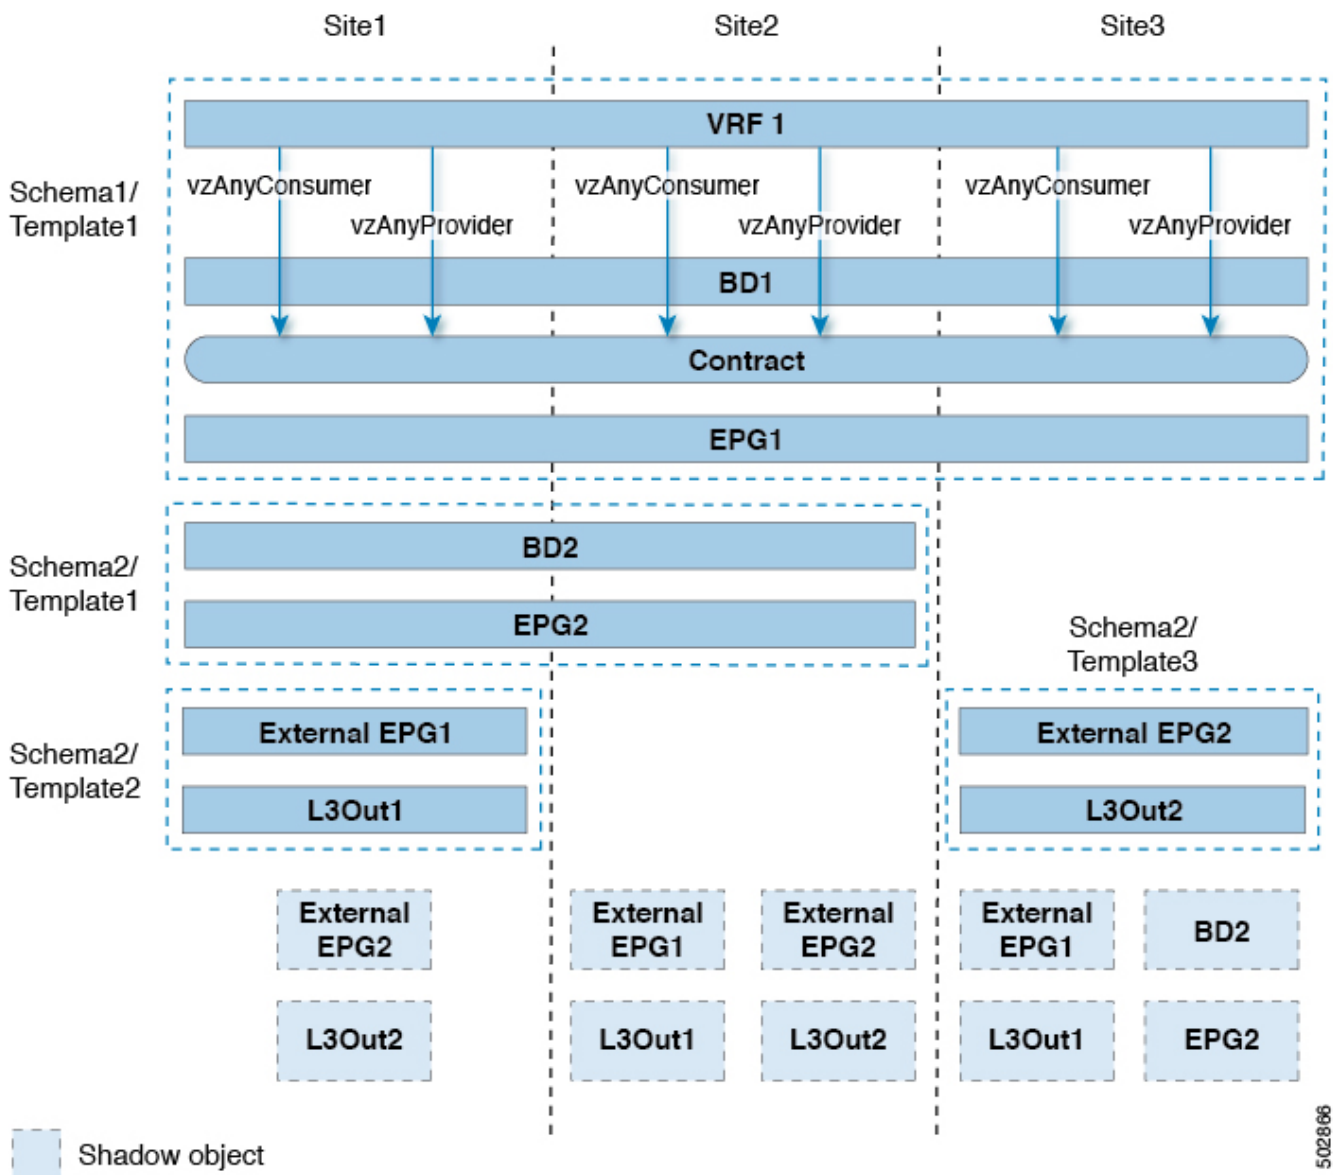 Site1 Site2 Site3
VRF 1
vzAnyConsumer vzAnyConsumer vzAnyConsumer
Schema1/
Template1
vzAnyProvider vzAnyProvider vzAnyProvider
BD1
Contract
EPG1
BD2
Schema2/
Template1
EPG2
Schema2/
Template3
External EPG1 External EPG2
Schema2/
Template2
L3Out1 L3Out2
External
EPG2
External
EPG1
External
EPG2
External
EPG1
BD2
L3Out2 L3Out1 L3Out2 L3Out1 EPG2
Shadow object
502866